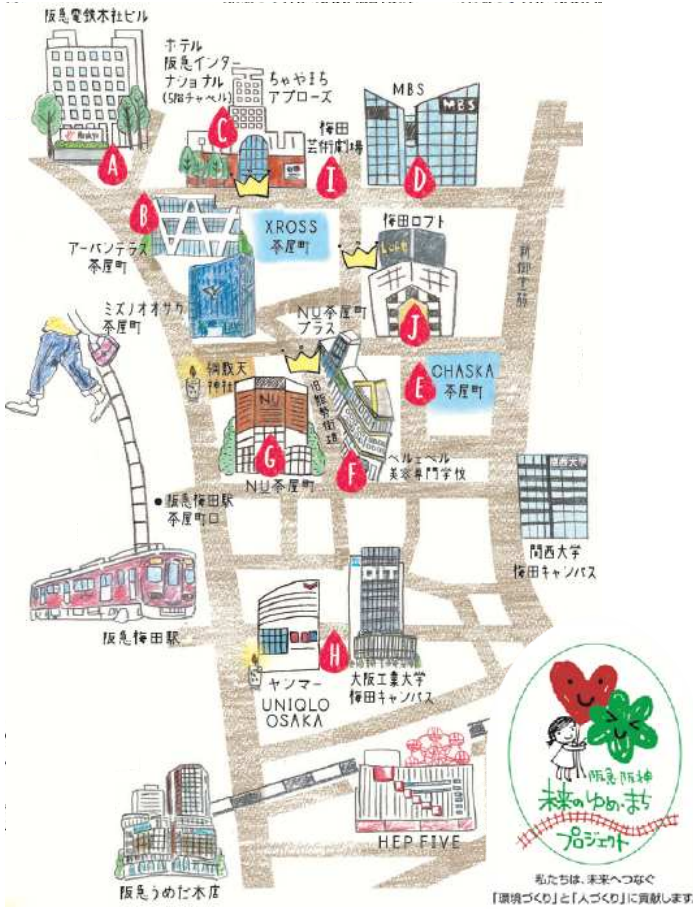 阪急電鉄本社ビル
ホテル
阪急インター
ナショナル
(5階チャペル)
ちゃやまち
アプローズ
MBS
MBS
C
梅田
芸術劇場
A
I
D
B
XROSS
茶屋町
梅田ロフト
Loft
アーバンテラス
茶屋町
新御堂筋
ミズノオオサカ
茶屋町
NU茶屋町
プラス
J
綱敷天
神社
旧能勢街道
E
CHASKA
茶屋町
NU
G
F
NU茶屋町
ベルェベル
美容専門学校
関西大学
●阪急梅田駅
茶屋町口
関西大学
梅田キャンパス
OIT
阪急梅田駅
H
ヤンマー
UNIQLO
OSAKA
大阪工業大学
梅田キャンパス
HEP FIVE
阪急うめだ本店
阪急阪神
未来のゆめ・まち
プロジェクト
私たちは、未来へつなぐ
「環境づくり」と「人づくり」に貢献します